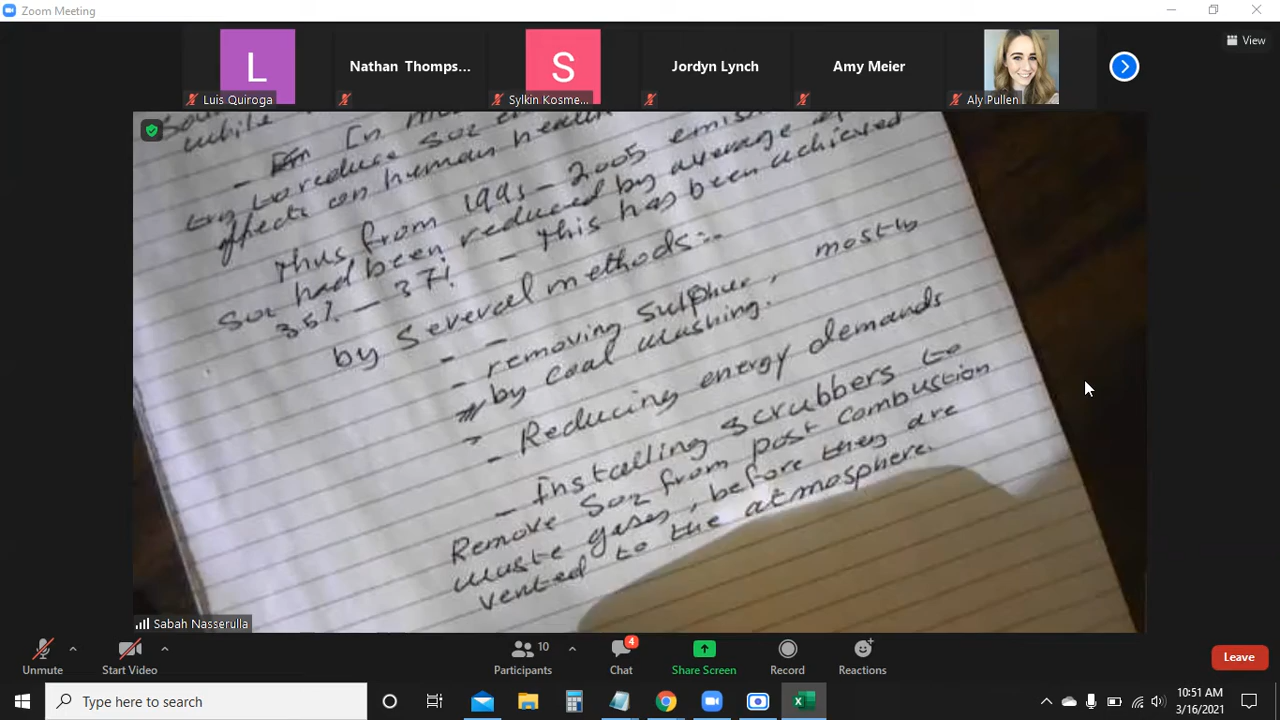 Zoom Meeting
View
L
Nathan Thomps...
S
Jordyn Lynch
Amy Meier
Luis Quiroga
Sylkin Kosme...
Aly Pullen
while
- In
try to reduce SO2
effects on human health
Thus from 1995 - 2005
SO2 had been reduced by average
35% - 37% - This has been achieved
by several methods:-
- removing sulphur, mostly
by coal washing.
- Reducing energy demands
- Installing scrubbers to
Remove SO2 from post combustion
waste gases, before they are
vented to the atmosphere.
Sabah Nasserulla
Unmute
Start Video
10
Participants
4
Chat
Share Screen
Record
Reactions
Leave
Type here to search
10:51 AM
3/16/2021